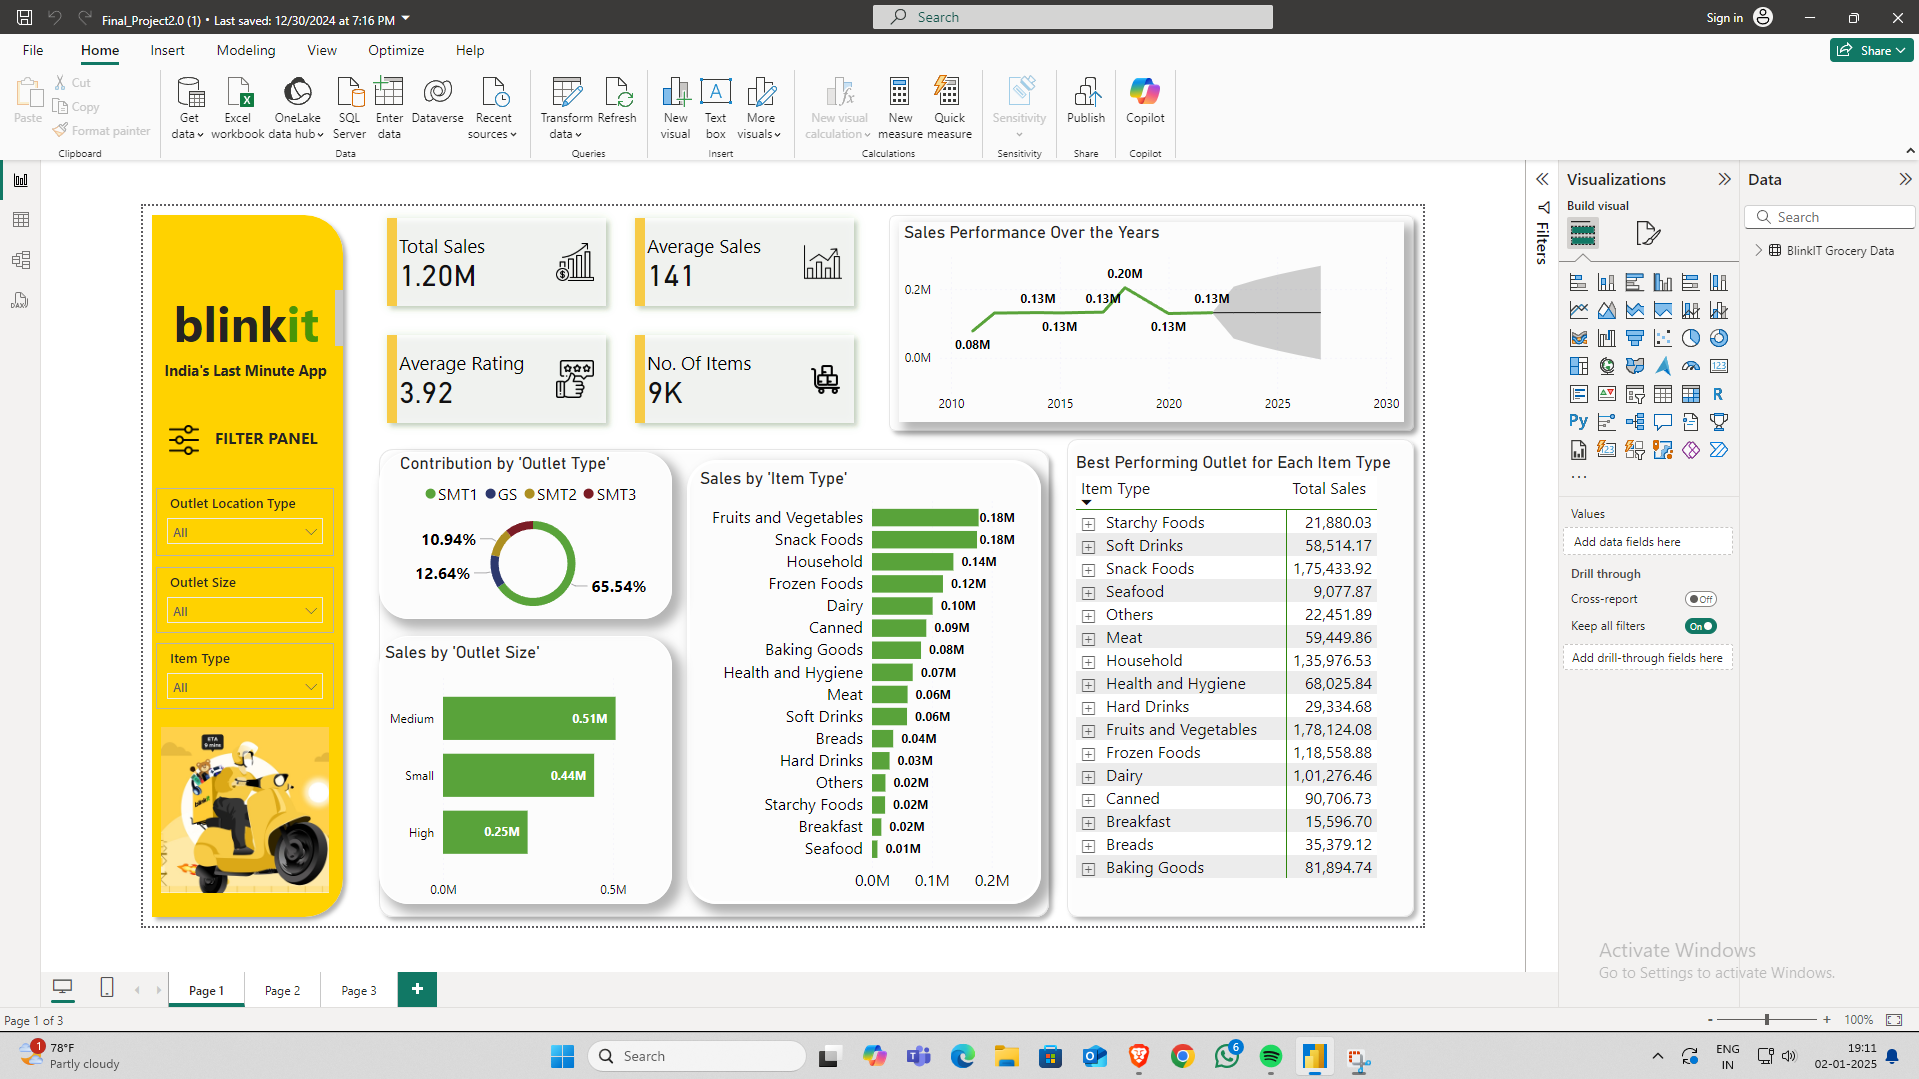 Final_Project2.0 (1) • Last saved: 12/30/2024 at 7:16 PM
Search
Sign in
File
Home
Insert
Modeling
View
Optimize
Help
Share
Paste
Cut
Copy
Format painter
Clipboard
Get data
Excel workbook
OneLake data hub
SQL Server
Enter data
Dataverse
Recent sources
Data
Transform data
Refresh
Queries
New visual
Text box
More visuals
Insert
New visual calculation
New measure
Quick measure
Calculations
Sensitivity
Sensitivity
Publish
Share
Copilot
Copilot
blinkit
India's Last Minute App
FILTER PANEL
Outlet Location Type
All
Outlet Size
All
Item Type
All
ETA
9 mins
blinkit
Total Sales
1.20M
Average Sales
141
Average Rating
3.92
No. Of Items
9K
Sales Performance Over the Years
0.2M
0.0M
0.08M
0.13M
0.13M
0.13M
0.20M
0.13M
0.13M
2010
2015
2020
2025
2030
Contribution by 'Outlet Type'
SMT1
GS
SMT2
SMT3
10.94%
12.64%
65.54%
Sales by 'Outlet Size'
Medium
0.51M
Small
0.44M
High
0.25M
0.0M
0.5M
Sales by 'Item Type'
Fruits and Vegetables 0.18M
Snack Foods 0.18M
Household 0.14M
Frozen Foods 0.12M
Dairy 0.10M
Canned 0.09M
Baking Goods 0.08M
Health and Hygiene 0.07M
Meat 0.06M
Soft Drinks 0.06M
Breads 0.04M
Hard Drinks 0.03M
Others 0.02M
Starchy Foods 0.02M
Breakfast 0.02M
Seafood 0.01M
0.0M 0.1M 0.2M
Best Performing Outlet for Each Item Type
Item Type Total Sales
Starchy Foods 21,880.03
Soft Drinks 58,514.17
Snack Foods 1,75,433.92
Seafood 9,077.87
Others 22,451.89
Meat 59,449.86
Household 1,35,976.53
Health and Hygiene 68,025.84
Hard Drinks 29,334.68
Fruits and Vegetables 1,78,124.08
Frozen Foods 1,18,558.88
Dairy 1,01,276.46
Canned 90,706.73
Breakfast 15,596.70
Breads 35,379.12
Baking Goods 81,894.74
Filters
Visualizations
Build visual
R
Py
123
Values
Add data fields here
Drill through
Cross-report
Off
Keep all filters
On
Add drill-through fields here
Data
Search
BlinkIT Grocery Data
Activate Windows
Go to Settings to activate Windows.
Page 1
Page 2
Page 3
Page 1 of 3
100%
1
78°F
Partly cloudy
Search
6
ENG
IN
19:11
02-01-2025